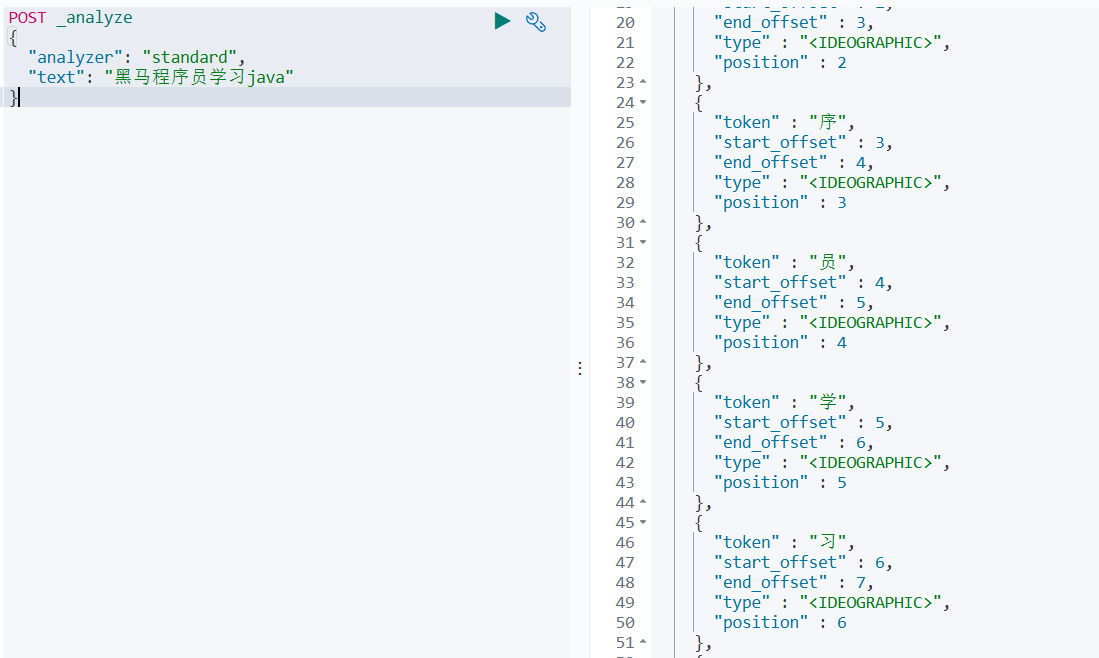 POST _analyze
{
  "analyzer": "standard",
  "text": "黑马程序员学习java"
}
20 "end_offset" : 3,
21 "type" : "<IDEOGRAPHIC>",
22 "position" : 2
23 },
24 {
25 "token" : "序",
26 "start_offset" : 3,
27 "end_offset" : 4,
28 "type" : "<IDEOGRAPHIC>",
29 "position" : 3
30 },
31 {
32 "token" : "员",
33 "start_offset" : 4,
34 "end_offset" : 5,
35 "type" : "<IDEOGRAPHIC>",
36 "position" : 4
37 },
38 {
39 "token" : "学",
40 "start_offset" : 5,
41 "end_offset" : 6,
42 "type" : "<IDEOGRAPHIC>",
43 "position" : 5
44 },
45 {
46 "token" : "习",
47 "start_offset" : 6,
48 "end_offset" : 7,
49 "type" : "<IDEOGRAPHIC>",
50 "position" : 6
51 },